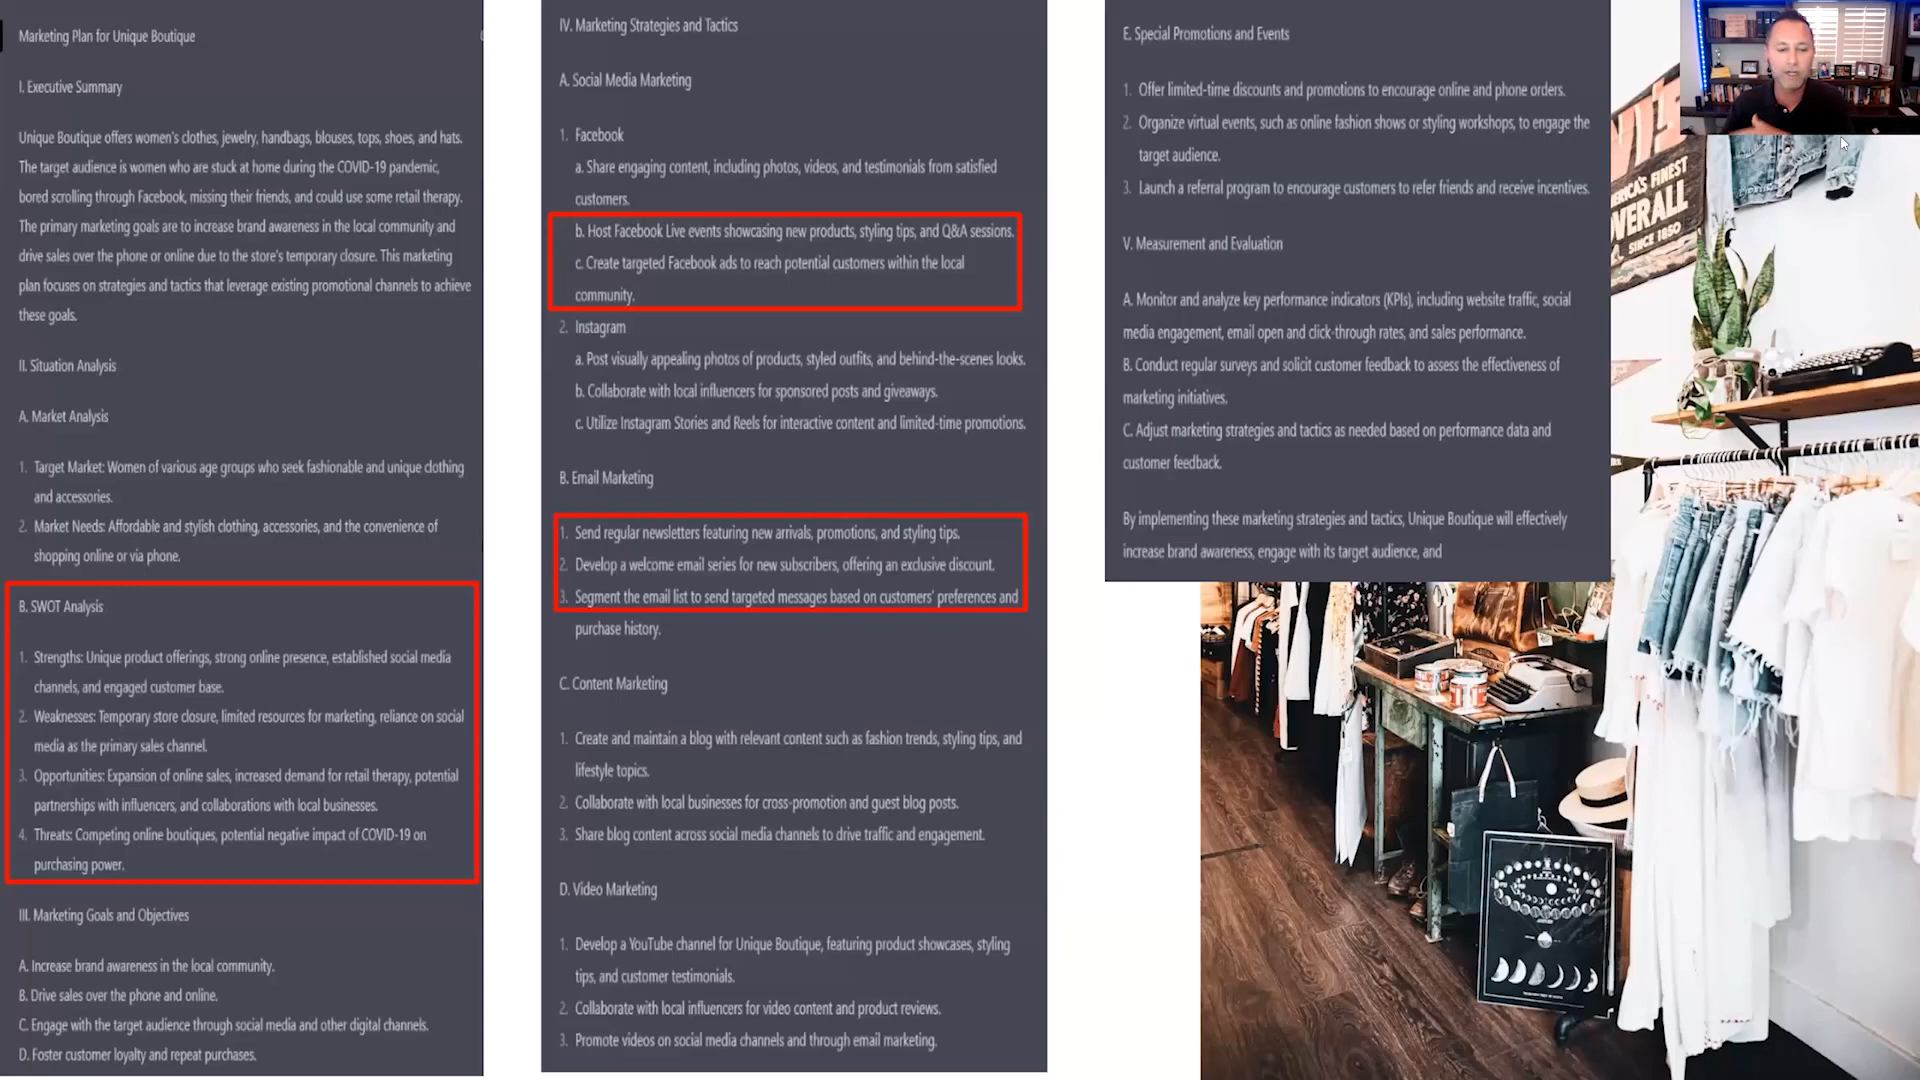 Marketing Plan for Unique Boutique
I. Executive Summary
Unique Boutique offers women's clothes, jewelry, handbags, blouses, tops, shoes, and hats.
The target audience is women who are stuck at home during the COVID-19 pandemic,
bored scrolling through Facebook, missing their friends, and could use some retail therapy.
The primary marketing goals are to increase brand awareness in the local community and
drive sales over the phone or online due to the store's temporary closure. This marketing
plan focuses on strategies and tactics that leverage existing promotional channels to achieve
these goals.
II. Situation Analysis
A. Market Analysis
1. Target Market: Women of various age groups who seek fashionable and unique clothing
and accessories.
2. Market Needs: Affordable and stylish clothing, accessories, and the convenience of
shopping online or via phone.
B. SWOT Analysis
1. Strengths: Unique product offerings, strong online presence, established social media
channels, and engaged customer base.
2. Weaknesses: Temporary store closure, limited resources for marketing, reliance on social
media as the primary sales channel.
3. Opportunities: Expansion of online sales, increased demand for retail therapy, potential
partnerships with influencers, and collaborations with local businesses.
4. Threats: Competing online boutiques, potential negative impact of COVID-19 on
purchasing power.
III. Marketing Goals and Objectives
A. Increase brand awareness in the local community.
B. Drive sales over the phone and online.
C. Engage with the target audience through social media and other digital channels.
D. Foster customer loyalty and repeat purchases.
IV. Marketing Strategies and Tactics
A. Social Media Marketing
1. Facebook
a. Share engaging content, including photos, videos, and testimonials from satisfied
customers.
b. Host Facebook Live events showcasing new products, styling tips, and Q&A sessions.
c. Create targeted Facebook ads to reach potential customers within the local
community.
2. Instagram
a. Post visually appealing photos of products, styled outfits, and behind-the-scenes looks.
b. Collaborate with local influencers for sponsored posts and giveaways.
c. Utilize Instagram Stories and Reels for interactive content and limited-time promotions.
B. Email Marketing
1. Send regular newsletters featuring new arrivals, promotions, and styling tips.
2. Develop a welcome email series for new subscribers, offering an exclusive discount.
3. Segment the email list to send targeted messages based on customers' preferences and
purchase history.
C. Content Marketing
1. Create and maintain a blog with relevant content such as fashion trends, styling tips, and
lifestyle topics.
2. Collaborate with local businesses for cross-promotion and guest blog posts.
3. Share blog content across social media channels to drive traffic and engagement.
D. Video Marketing
1. Develop a YouTube channel for Unique Boutique, featuring product showcases, styling
tips, and customer testimonials.
2. Collaborate with local influencers for video content and product reviews.
3. Promote videos on social media channels and through email marketing.
E. Special Promotions and Events
1. Offer limited-time discounts and promotions to encourage online and phone orders.
2. Organize virtual events, such as online fashion shows or styling workshops, to engage the
target audience.
3. Launch a referral program to encourage customers to refer friends and receive incentives.
V. Measurement and Evaluation
A. Monitor and analyze key performance indicators (KPIs), including website traffic, social
media engagement, email open and click-through rates, and sales performance.
B. Conduct regular surveys and solicit customer feedback to assess the effectiveness of
marketing initiatives.
C. Adjust marketing strategies and tactics as needed based on performance data and
customer feedback.
By implementing these marketing strategies and tactics, Unique Boutique will effectively
increase brand awareness, engage with its target audience, and
ERICA'S FINEST
OVERALL
SINCE 1850